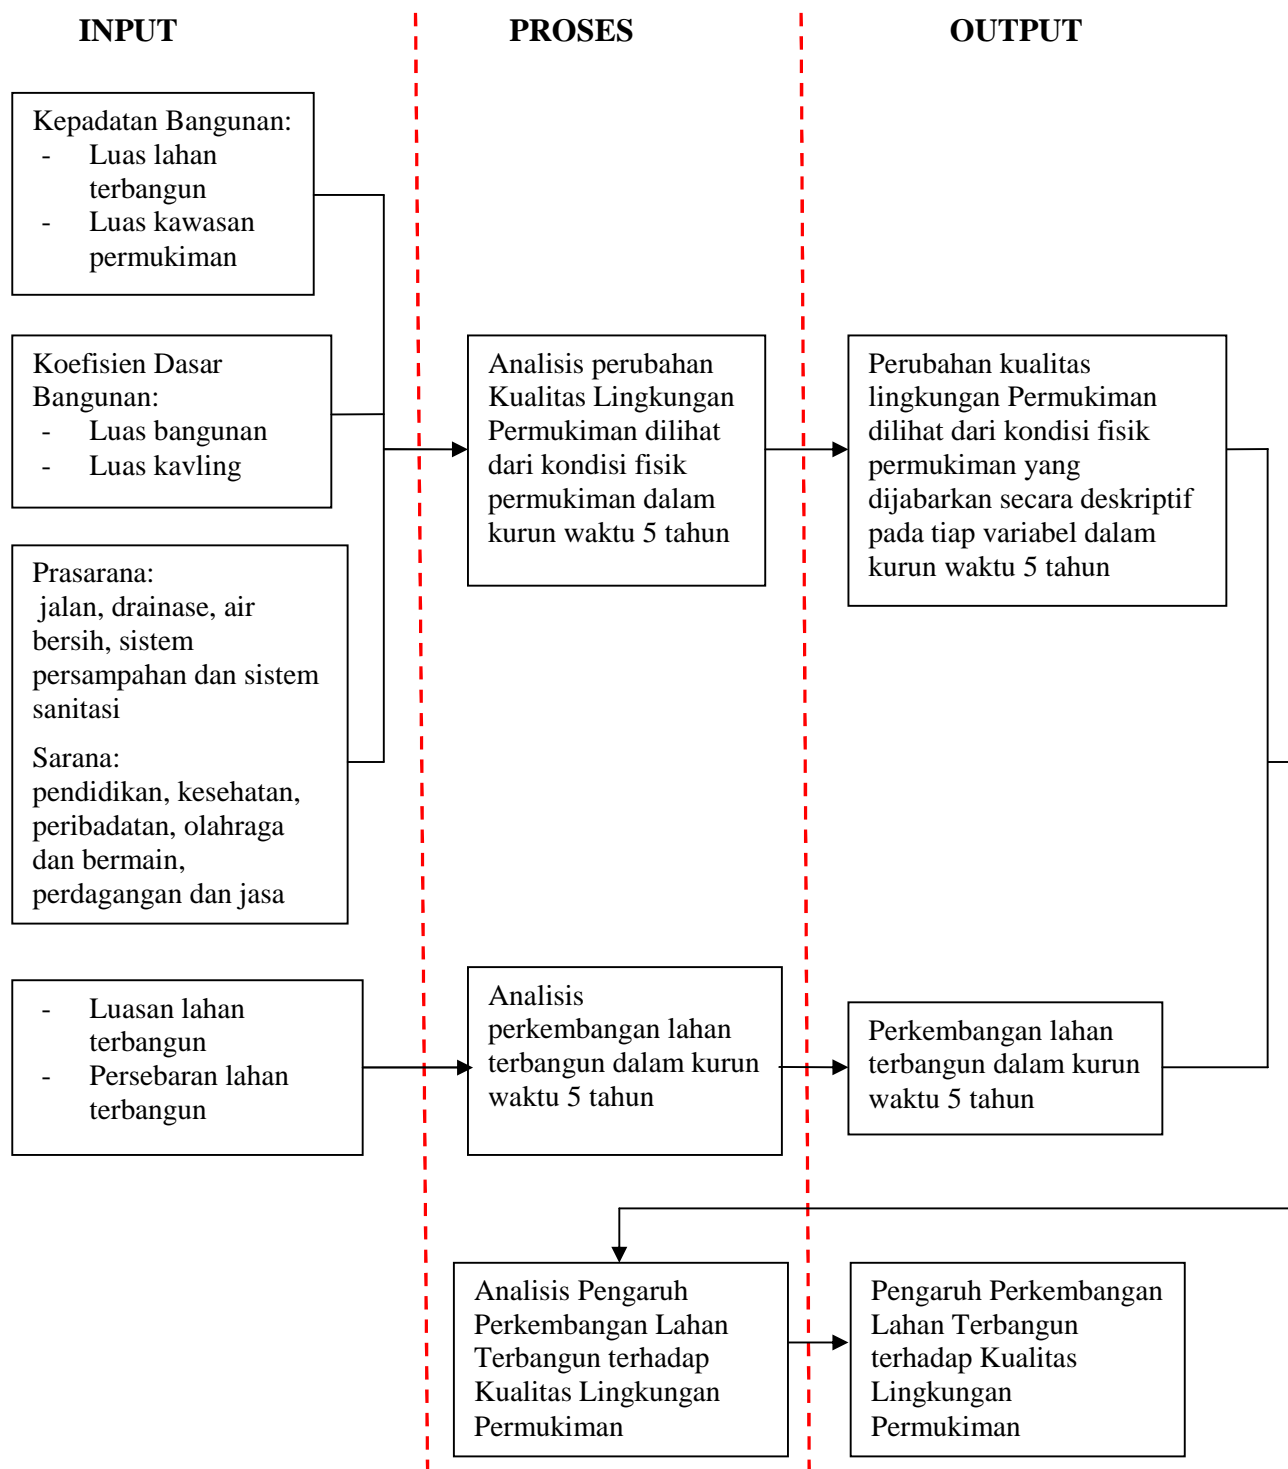 INPUT
PROSES
OUTPUT
Kepadatan Bangunan:
- Luas lahan
terbangun
- Luas kawasan
permukiman
Koefisien Dasar
Bangunan:
- Luas bangunan
- Luas kavling
Prasarana:
jalan, drainase, air
bersih, sistem
persampahan dan sistem
sanitasi
Sarana:
pendidikan, kesehatan,
peribadatan, olahraga
dan bermain,
perdagangan dan jasa
Analisis perubahan
Kualitas Lingkungan
Permukiman dilihat
dari kondisi fisik
permukiman dalam
kurun waktu 5 tahun
Perubahan kualitas
lingkungan Permukiman
dilihat dari kondisi fisik
permukiman yang
dijabarkan secara deskriptif
pada tiap variabel dalam
kurun waktu 5 tahun
- Luasan lahan
terbangun
- Persebaran lahan
terbangun
Analisis
perkembangan lahan
terbangun dalam kurun
waktu 5 tahun
Perkembangan lahan
terbangun dalam kurun
waktu 5 tahun
Analisis Pengaruh
Perkembangan Lahan
Terbangun terhadap
Kualitas Lingkungan
Permukiman
Pengaruh Perkembangan
Lahan Terbangun
terhadap Kualitas
Lingkungan
Permukiman